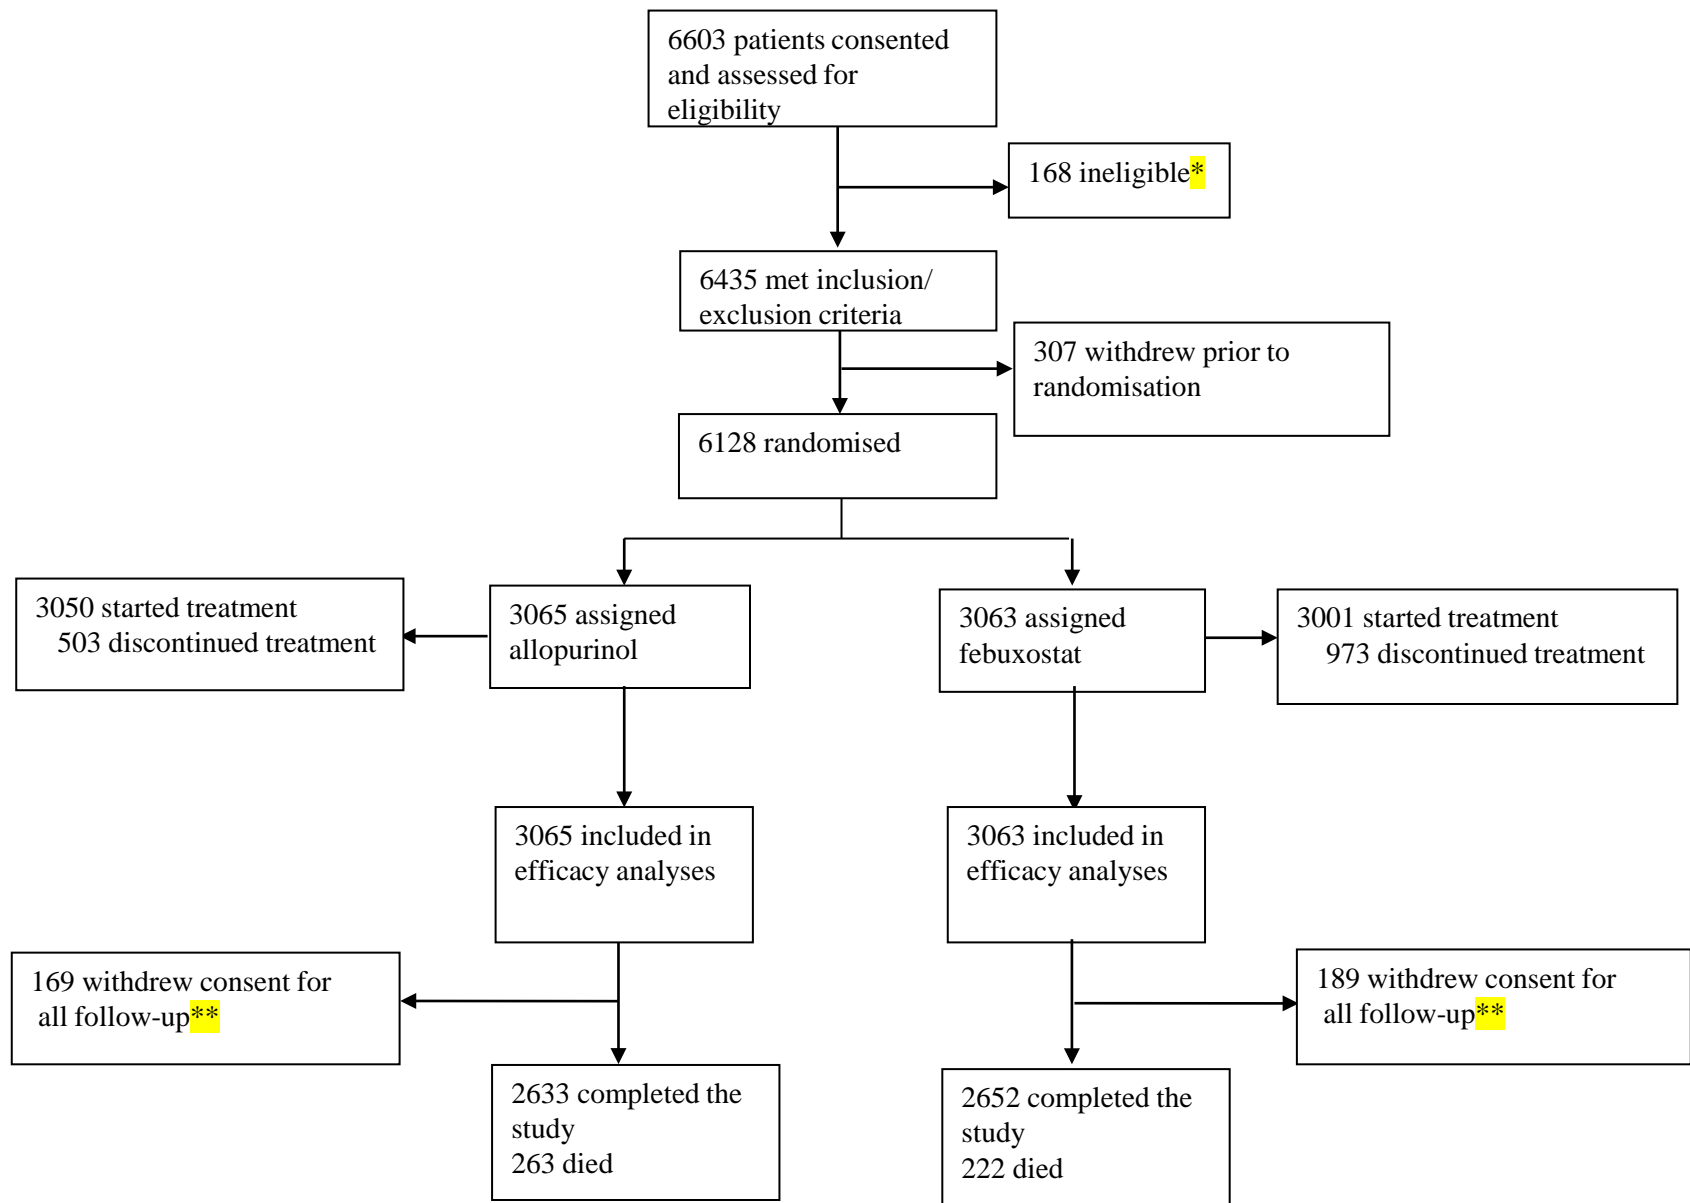 6603 patients consented
and assessed for
eligibility
168 ineligible*
6435 met inclusion/
exclusion criteria
307 withdrew prior to
randomisation
6128 randomised
3050 started treatment
503 discontinued treatment
3065 assigned
allopurinol
3063 assigned
febuxostat
3001 started treatment
973 discontinued treatment
3065 included in
efficacy analyses
3063 included in
efficacy analyses
169 withdrew consent for
all follow-up**
189 withdrew consent for
all follow-up**
2633 completed the
study
263 died
2652 completed the
study
222 died